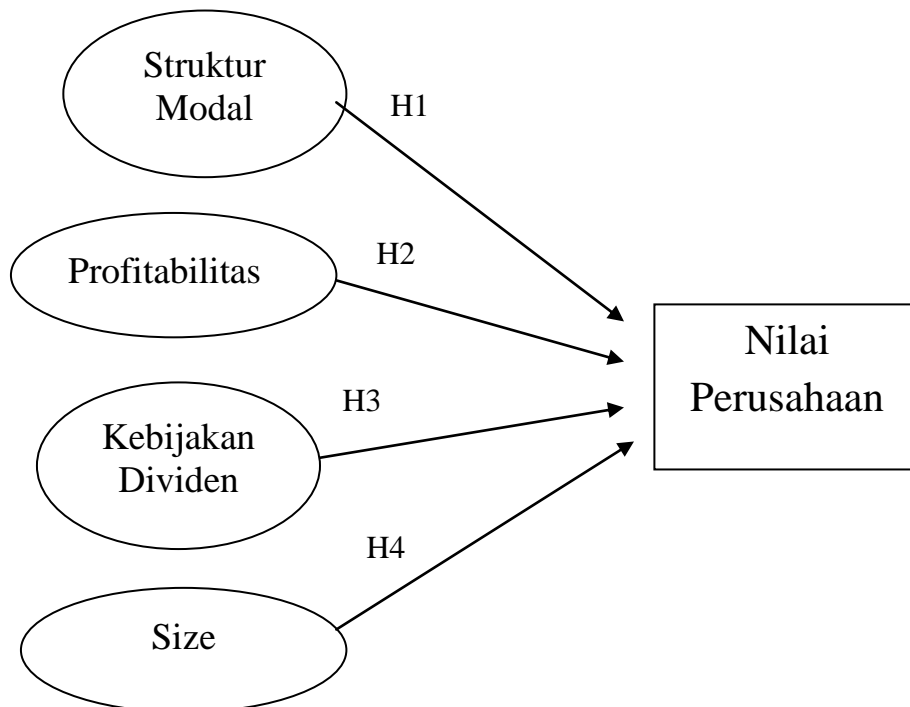 Struktur
Modal
H1
Profitabilitas
H2
Nilai
Perusahaan
H3
Kebijakan
Dividen
H4
Size